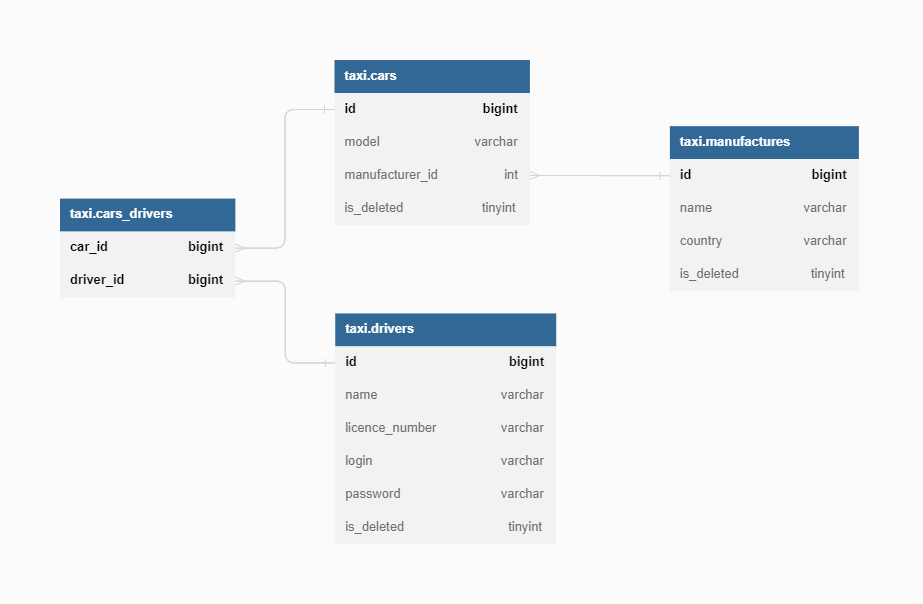 taxi.cars
id bigint
model varchar
manufacturer_id int
is_deleted tinyint
taxi.manufactures
id bigint
name varchar
country varchar
is_deleted tinyint
taxi.cars_drivers
car_id bigint
driver_id bigint
taxi.drivers
id bigint
name varchar
licence_number varchar
login varchar
password varchar
is_deleted tinyint